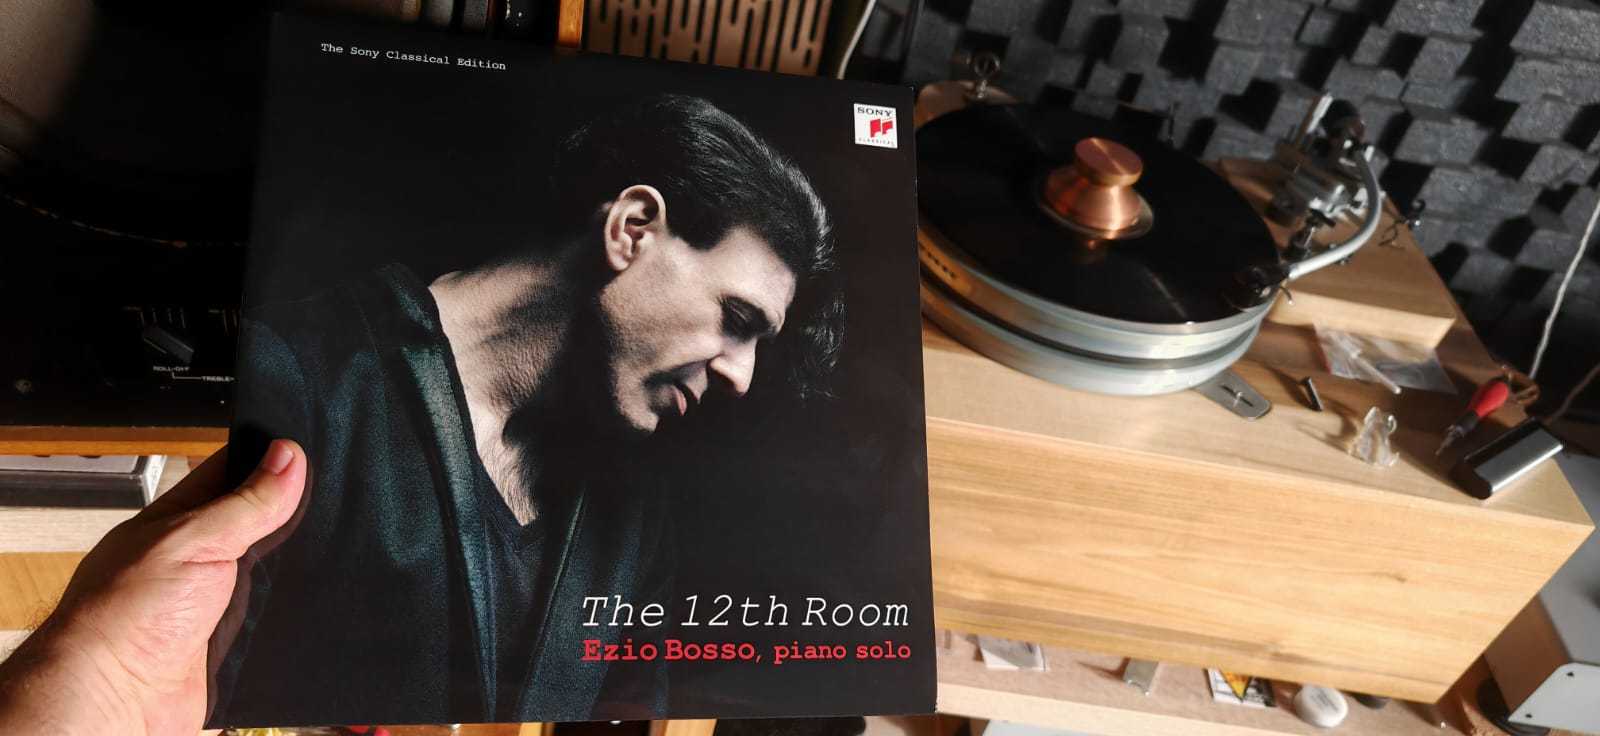 The Sony Classical Edition
SONY
CLASSICAL
The 12th Room
Ezio Bosso, piano solo
ROLL-OFF
TREBLE